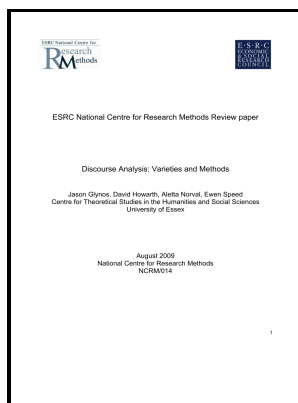 ESRC National Centre for
Research
Methods
E·S·R·C
ECONOMIC
& SOCIAL
RESEARCH
COUNCIL
ESRC National Centre for Research Methods Review paper
Discourse Analysis: Varieties and Methods
Jason Glynos, David Howarth, Aletta Norval, Ewen Speed
Centre for Theoretical Studies in the Humanities and Social Sciences
University of Essex
August 2009
National Centre for Research Methods
NCRM/014
1